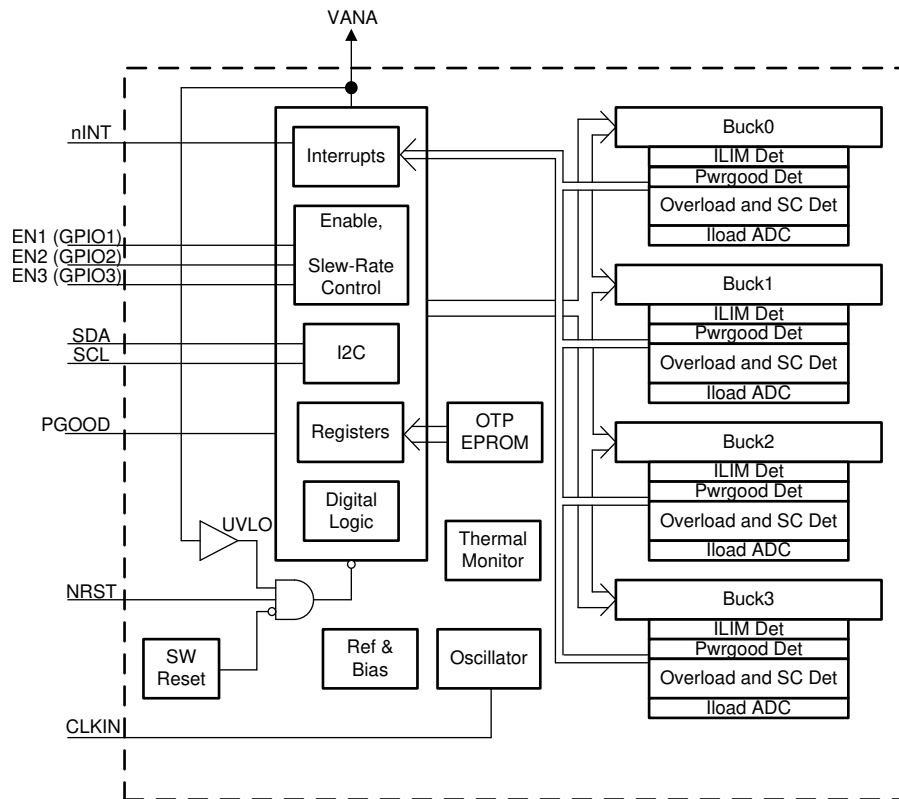 VANA
nINT
Interrupts
EN1 (GPIO1)
EN2 (GPIO2)
EN3 (GPIO3)
Enable,
Slew-Rate
Control
SDA
SCL
I2C
PGOOD
Registers
OTP
EPROM
Digital
Logic
UVLO
Thermal
Monitor
NRST
SW
Reset
Ref &
Bias
Oscillator
CLKIN
Buck0
ILIM Det
Pwrgood Det
Overload and SC Det
Iload ADC
Buck1
ILIM Det
Pwrgood Det
Overload and SC Det
Iload ADC
Buck2
ILIM Det
Pwrgood Det
Overload and SC Det
Iload ADC
Buck3
ILIM Det
Pwrgood Det
Overload and SC Det
Iload ADC